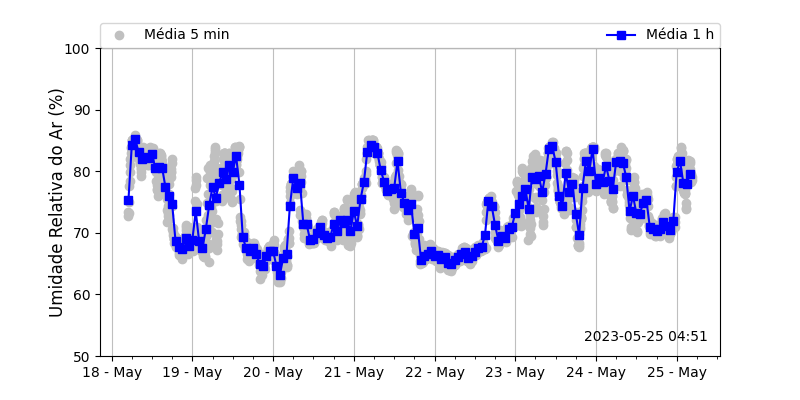 Média 5 min
Média 1 h
Umidade Relativa do Ar (%)
100
90
80
70
60
50
2023-05-25 04:51
18 - May
19 - May
20 - May
21 - May
22 - May
23 - May
24 - May
25 - May